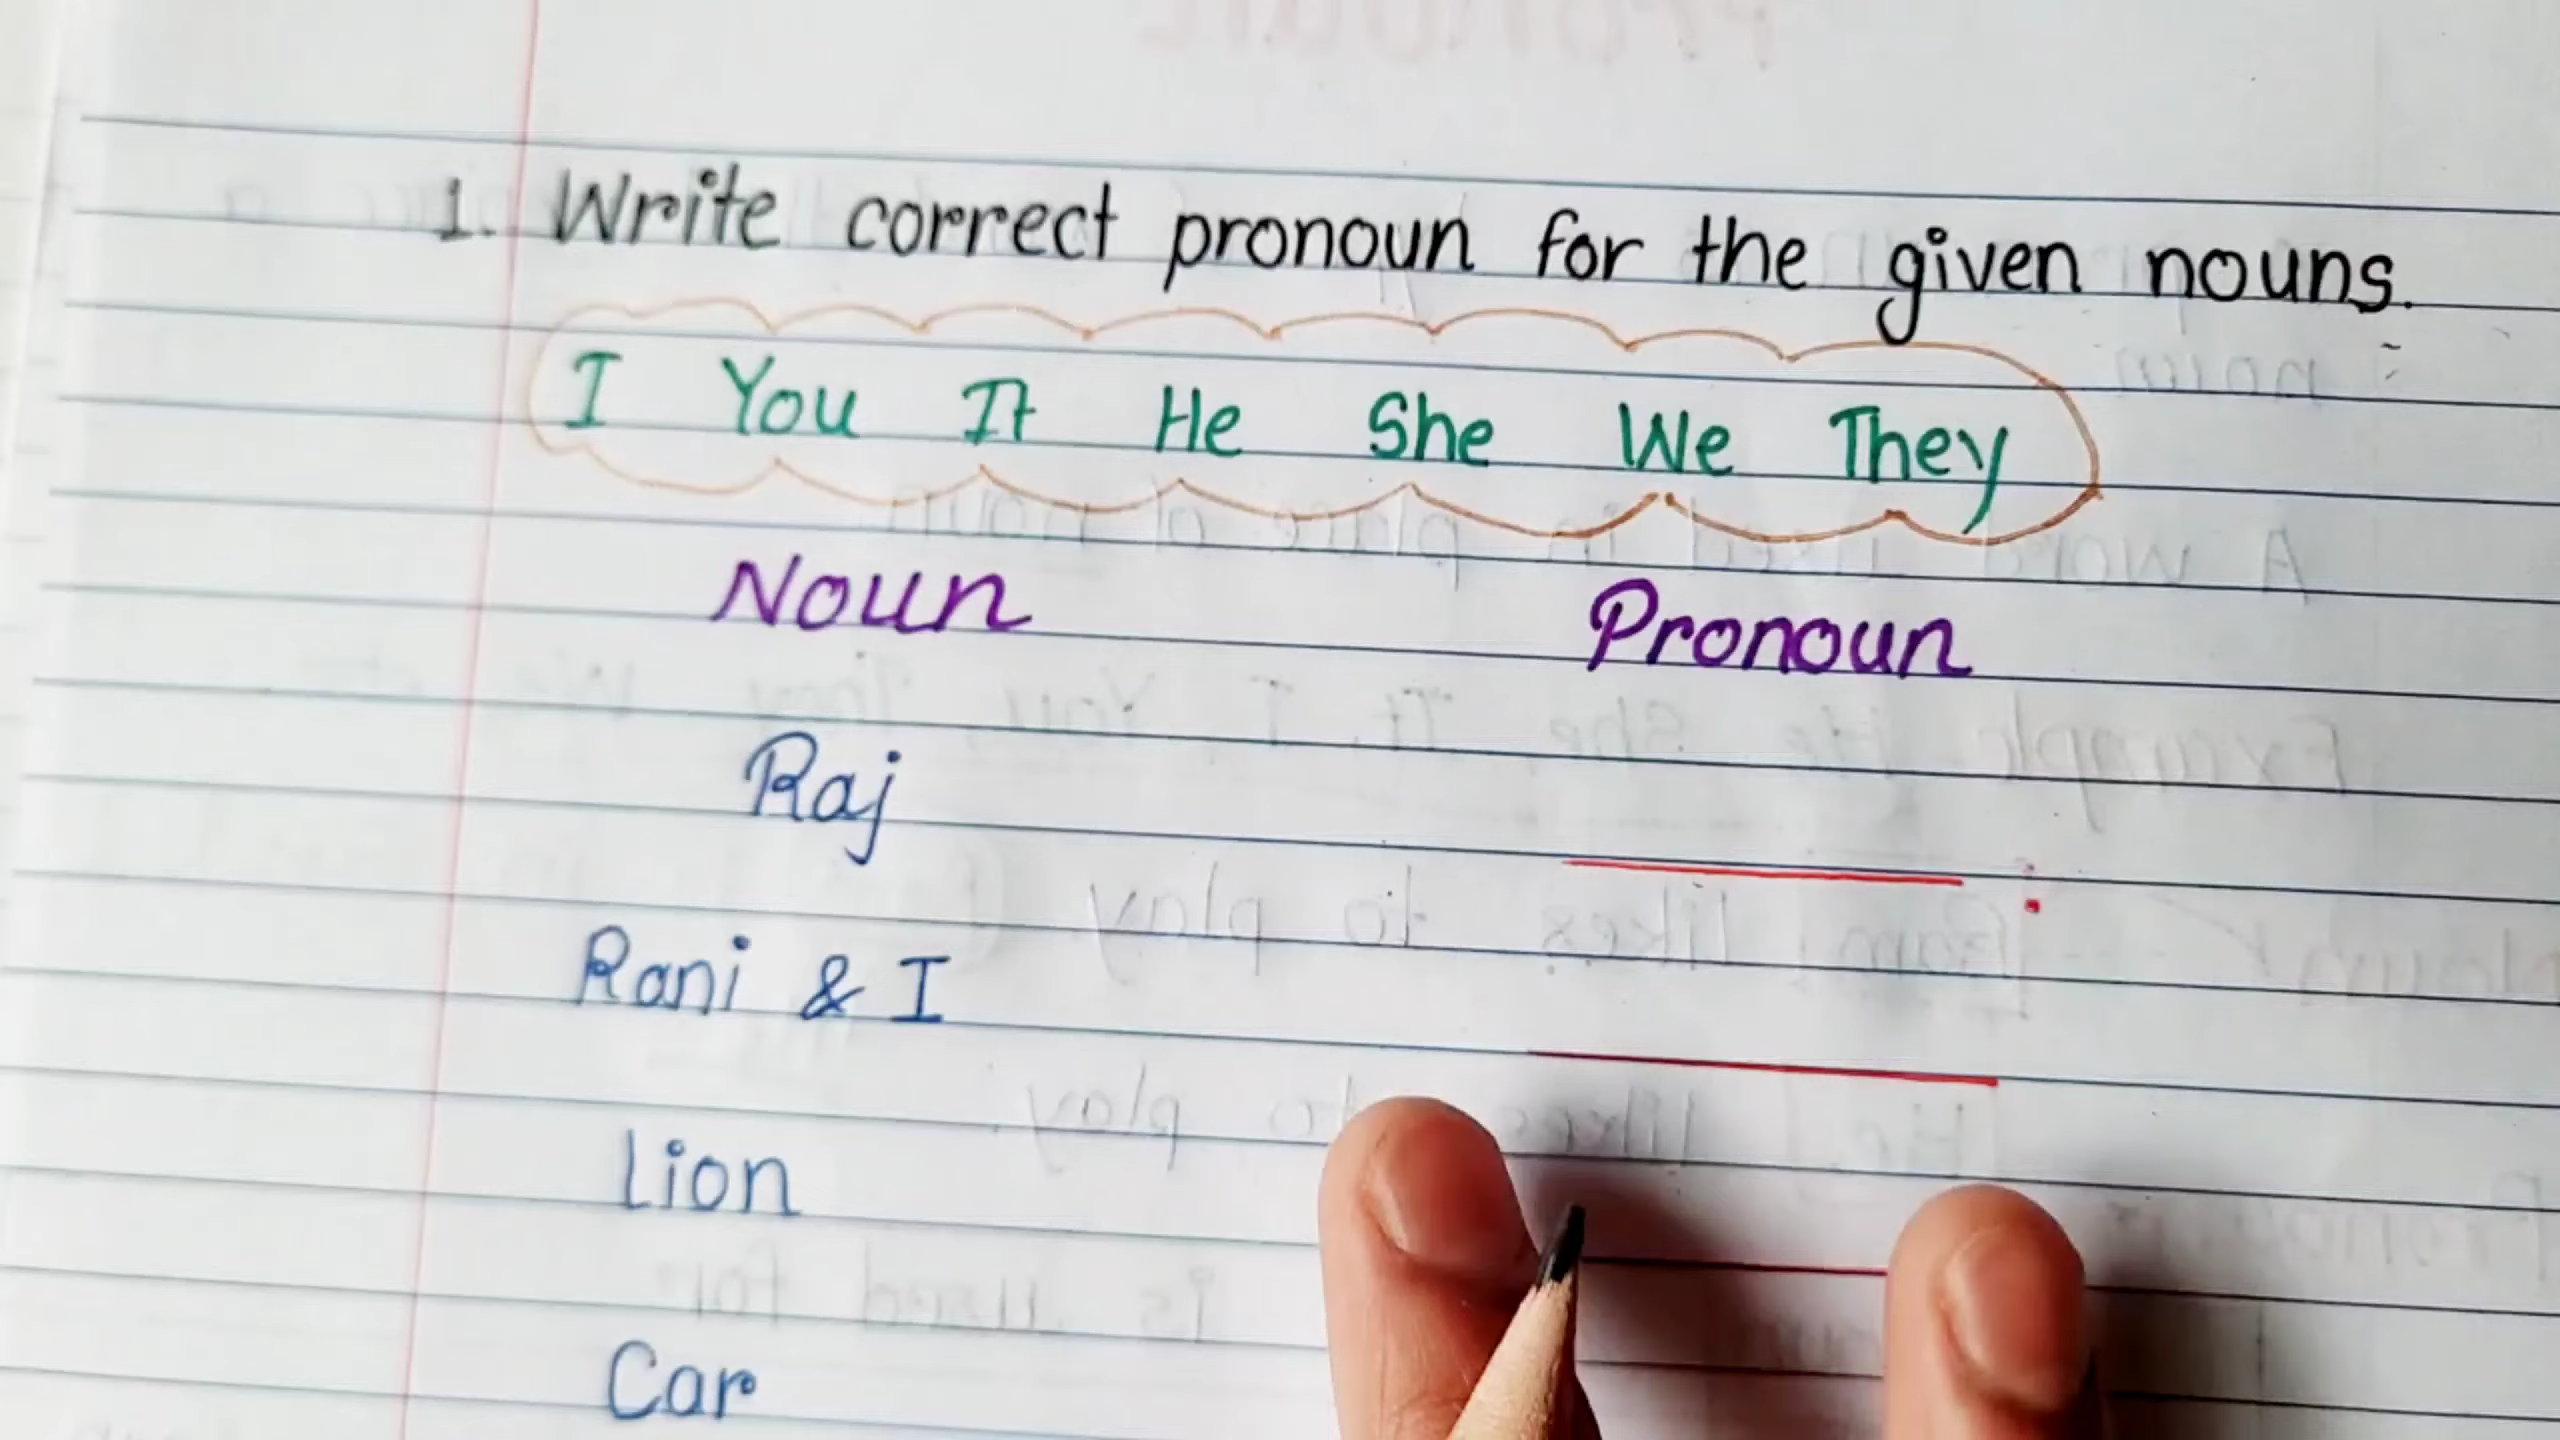 1. Write correct pronoun for the given nouns.
I You It He She We They
Noun Pronoun
Raj
Rani & I
Lion
Car